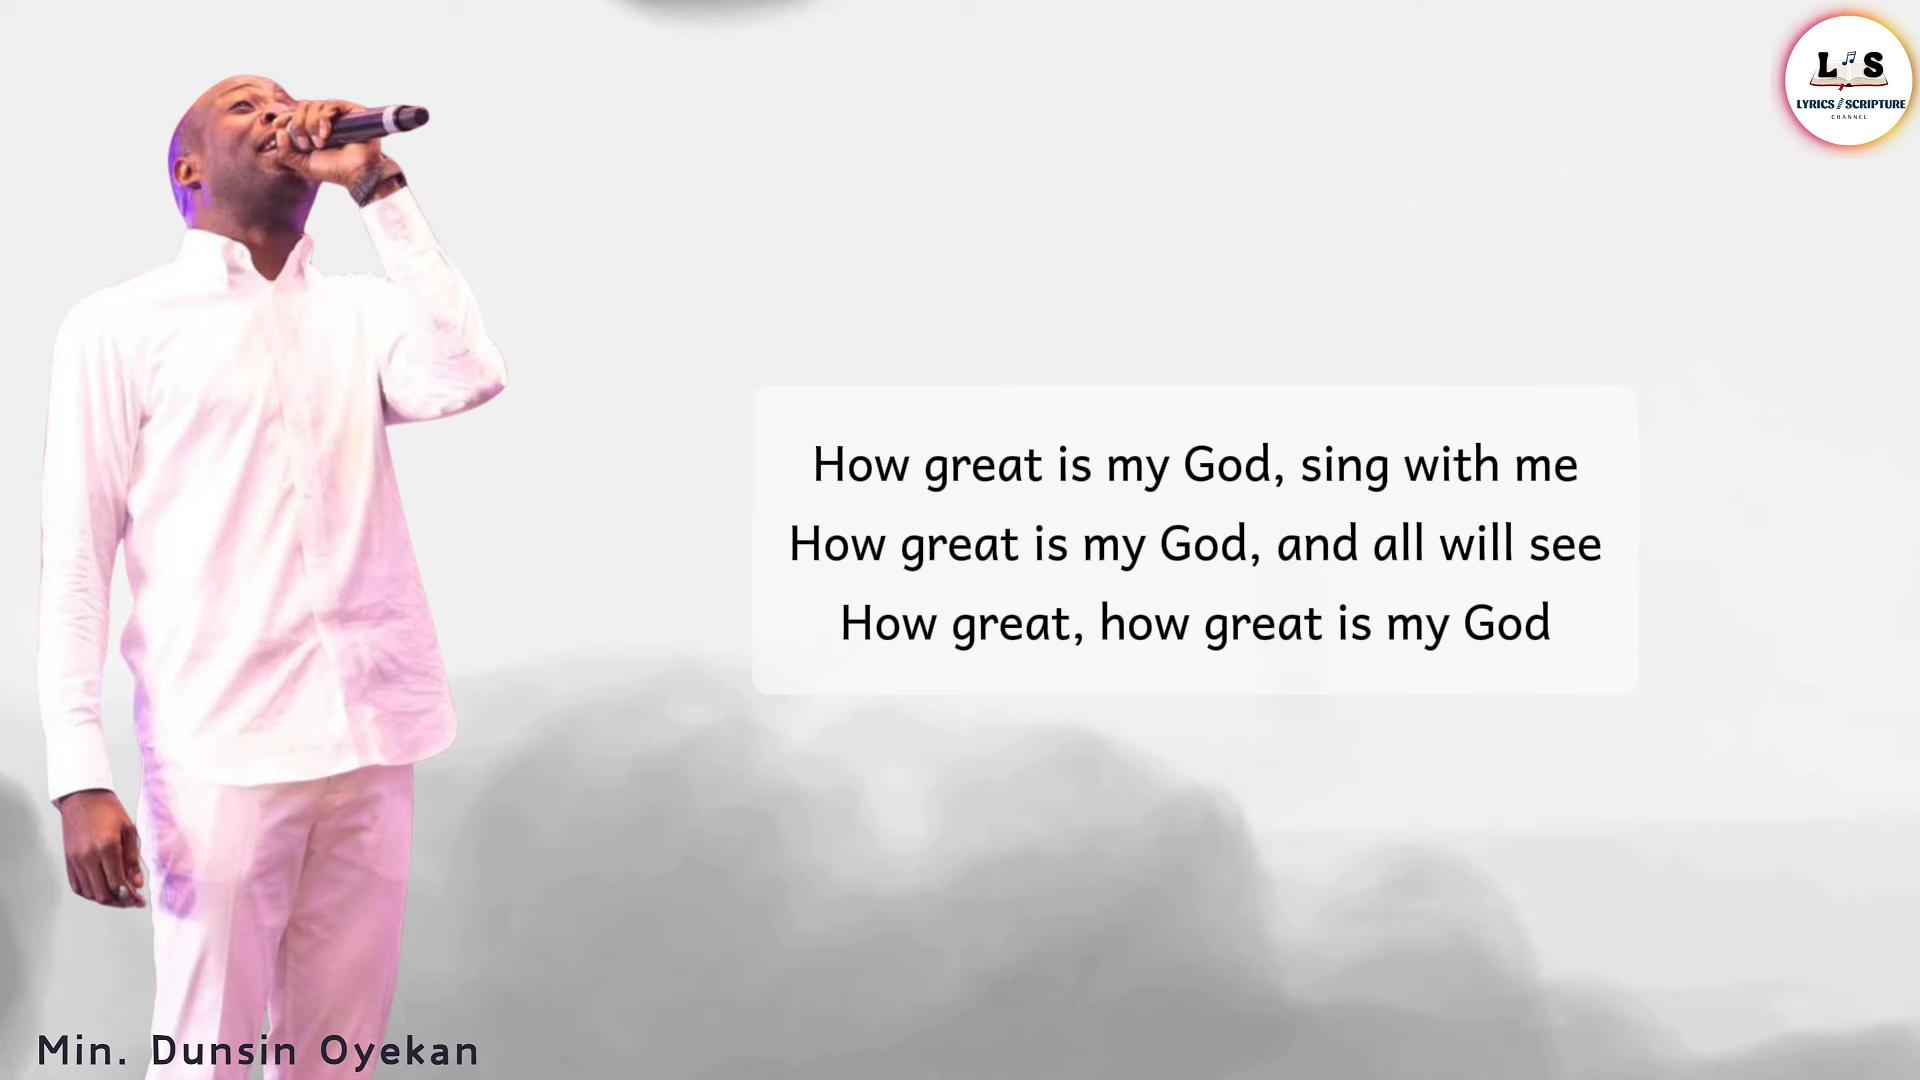 L S
LYRICS SCRIPTURE
CHANNEL
How great is my God, sing with me
How great is my God, and all will see
How great, how great is my God
Min. Dunsin Oyekan